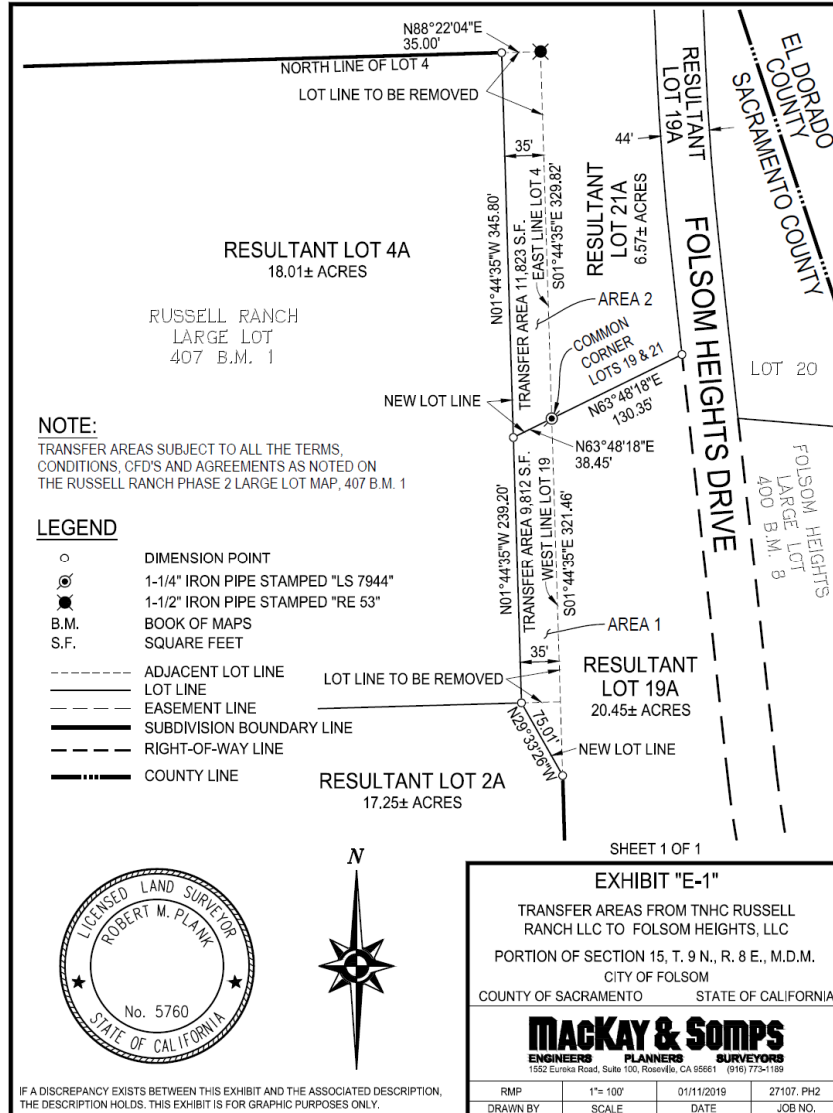 N88°22'04"E
35.00'
NORTH LINE OF LOT 4
LOT LINE TO BE REMOVED
35'
N01°44'35"W 345.80'
TRANSFER AREA 11,823 S.F.
EAST LINE LOT 4
S01°44'35"E 329.82'
RESULTANT
LOT 21A
6.57± ACRES
44'
RESULTANT
LOT 19A
EL DORADO
COUNTY
SACRAMENTO COUNTY
FOLSOM HEIGHTS DRIVE
RESULTANT LOT 4A
18.01± ACRES
RUSSELL RANCH
LARGE LOT
407 B.M. 1
AREA 2
COMMON
CORNER
LOTS 19 & 21
N63°48'18"E
130.35'
LOT 20
NEW LOT LINE
N63°48'18"E
38.45'
FOLSOM HEIGHTS
LARGE LOT
400 B.M. 8
NOTE:
TRANSFER AREAS SUBJECT TO ALL THE TERMS,
CONDITIONS, CFD'S AND AGREEMENTS AS NOTED ON
THE RUSSELL RANCH PHASE 2 LARGE LOT MAP, 407 B.M. 1
N01°44'35"W 239.20'
TRANSFER AREA 9,812 S.F.
WEST LINE LOT 19
S01°44'35"E 321.46'
LEGEND
DIMENSION POINT
1-1/4" IRON PIPE STAMPED "LS 7944"
1-1/2" IRON PIPE STAMPED "RE 53"
B.M. BOOK OF MAPS
S.F. SQUARE FEET
ADJACENT LOT LINE
LOT LINE
EASEMENT LINE
SUBDIVISION BOUNDARY LINE
RIGHT-OF-WAY LINE
COUNTY LINE
AREA 1
35'
LOT LINE TO BE REMOVED
RESULTANT
LOT 19A
20.45± ACRES
75.01'
N29°33'26"W
NEW LOT LINE
RESULTANT LOT 2A
17.25± ACRES
LICENSED LAND SURVEYOR
ROBERT M. PLANK
No. 5760
STATE OF CALIFORNIA
N
SHEET 1 OF 1
EXHIBIT "E-1"
TRANSFER AREAS FROM TNHC RUSSELL
RANCH LLC TO FOLSOM HEIGHTS, LLC
PORTION OF SECTION 15, T. 9 N., R. 8 E., M.D.M.
CITY OF FOLSOM
COUNTY OF SACRAMENTO STATE OF CALIFORNIA
MACKAY & SOMPS
ENGINEERS PLANNERS SURVEYORS
1552 Eureka Road, Suite 100, Roseville, CA 95661 (916) 773-1189
RMP 1"= 100' 01/11/2019 27107. PH2
DRAWN BY SCALE DATE JOB NO.
IF A DISCREPANCY EXISTS BETWEEN THIS EXHIBIT AND THE ASSOCIATED DESCRIPTION,
THE DESCRIPTION HOLDS. THIS EXHIBIT IS FOR GRAPHIC PURPOSES ONLY.